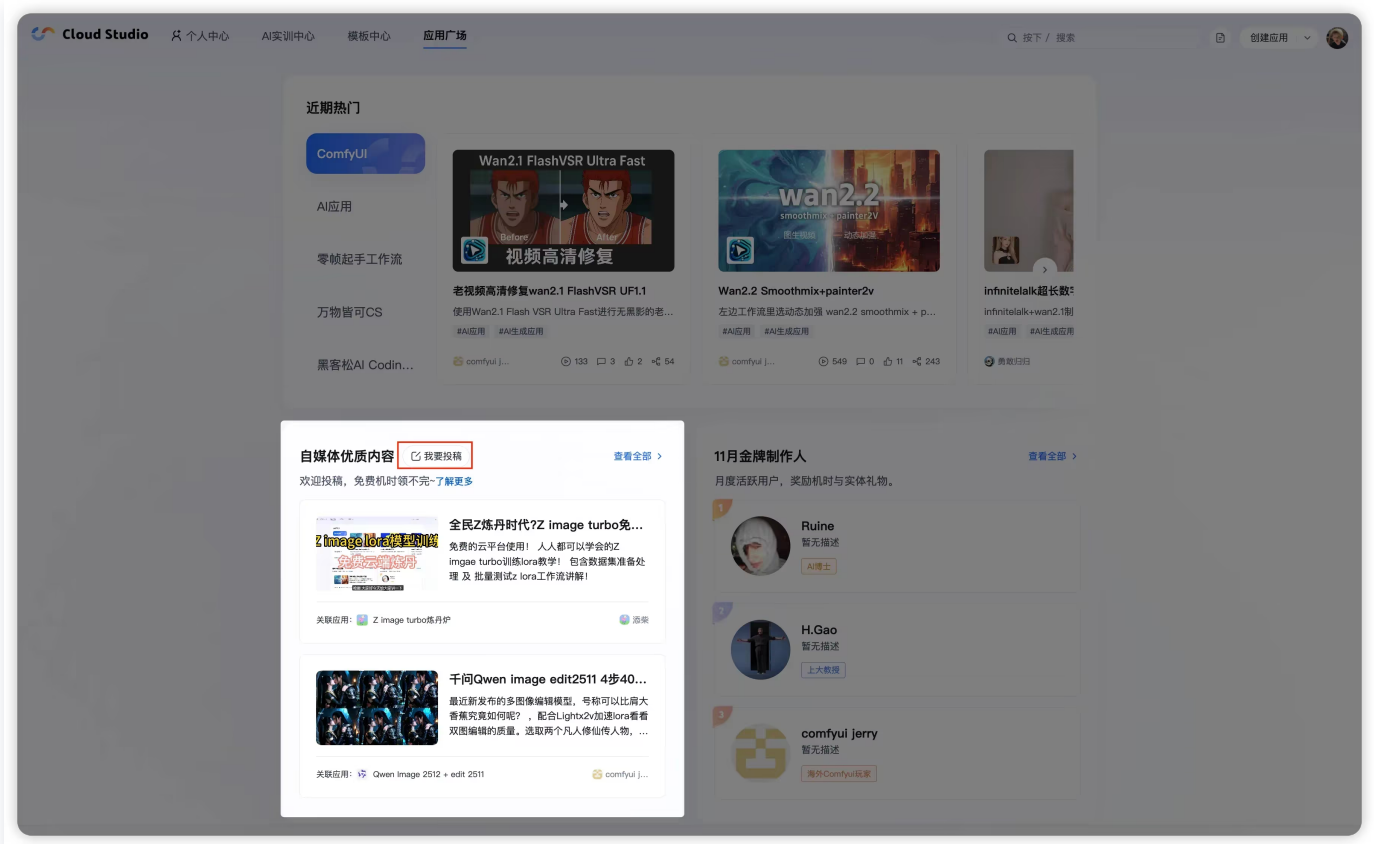 Cloud Studio
个人中心
AI实训中心
模板中心
应用广场
按下 / 搜索
创建应用
近期热门
ComfyUI
AI应用
零帧起手工作流
万物皆可CS
黑客松AI Codin...
Wan2.1 FlashVSR Ultra Fast
Before
After
视频高清修复
老视频高清修复wan2.1 FlashVSR UF1.1
使用Wan2.1 Flash VSR Ultra Fast进行无黑影的老...
#AI应用 #AI生成应用
comfyui j... 133 3 2 54
wan2.2
smoothmix + painter2V
图生视频 — 动态加强
Wan2.2 Smoothmix+painter2v
左边工作流里选动态加强 wan2.2 smoothmix + p...
#AI应用 #AI生成应用
comfyui j... 549 0 11 243
infinitelalk超长数字
infinitelalk+wan2.1制
#AI应用 #AI生成应用
勇敢归归
自媒体优质内容
我要投稿
查看全部
欢迎投稿，免费机时领不完~了解更多
Z image lora模型训练
免费云端炼丹
全民Z炼丹时代?Z image turbo免...
免费的云平台使用！ 人人都可以学会的Z
imgae turbo训练lora教学！ 包含数据集准备处
理 及 批量测试z lora工作流讲解！
关联应用： Z image turbo炼丹炉
添柴
千问Qwen image edit2511 4步40...
最近新发布的多图像编辑模型，号称可以比肩大
香蕉究竟如何呢？ ，配合Lightx2v加速lora看看
双图编辑的质量。选取两个凡人修仙传人物，...
关联应用： Qwen Image 2512 + edit 2511
comfyui j...
11月金牌制作人
查看全部
月度活跃用户，奖励机时与实体礼物。
1
Ruine
暂无描述
AI博士
2
H.Gao
暂无描述
上大教授
3
comfyui jerry
暂无描述
海外Comfyui玩家